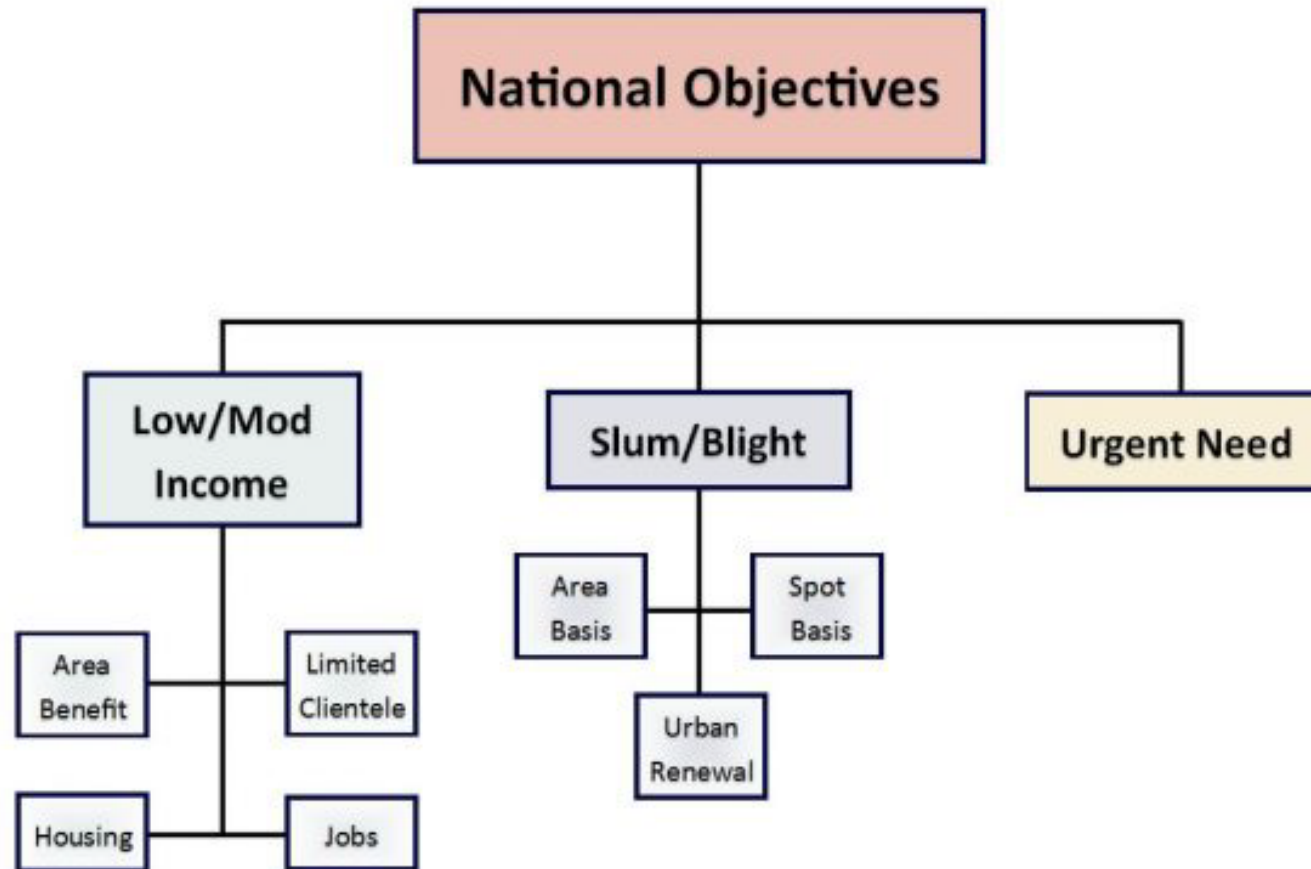 National Objectives
Low/Mod
Income
Slum/Blight
Urgent Need
Area
Benefit
Limited
Clientele
Housing
Jobs
Area
Basis
Spot
Basis
Urban
Renewal